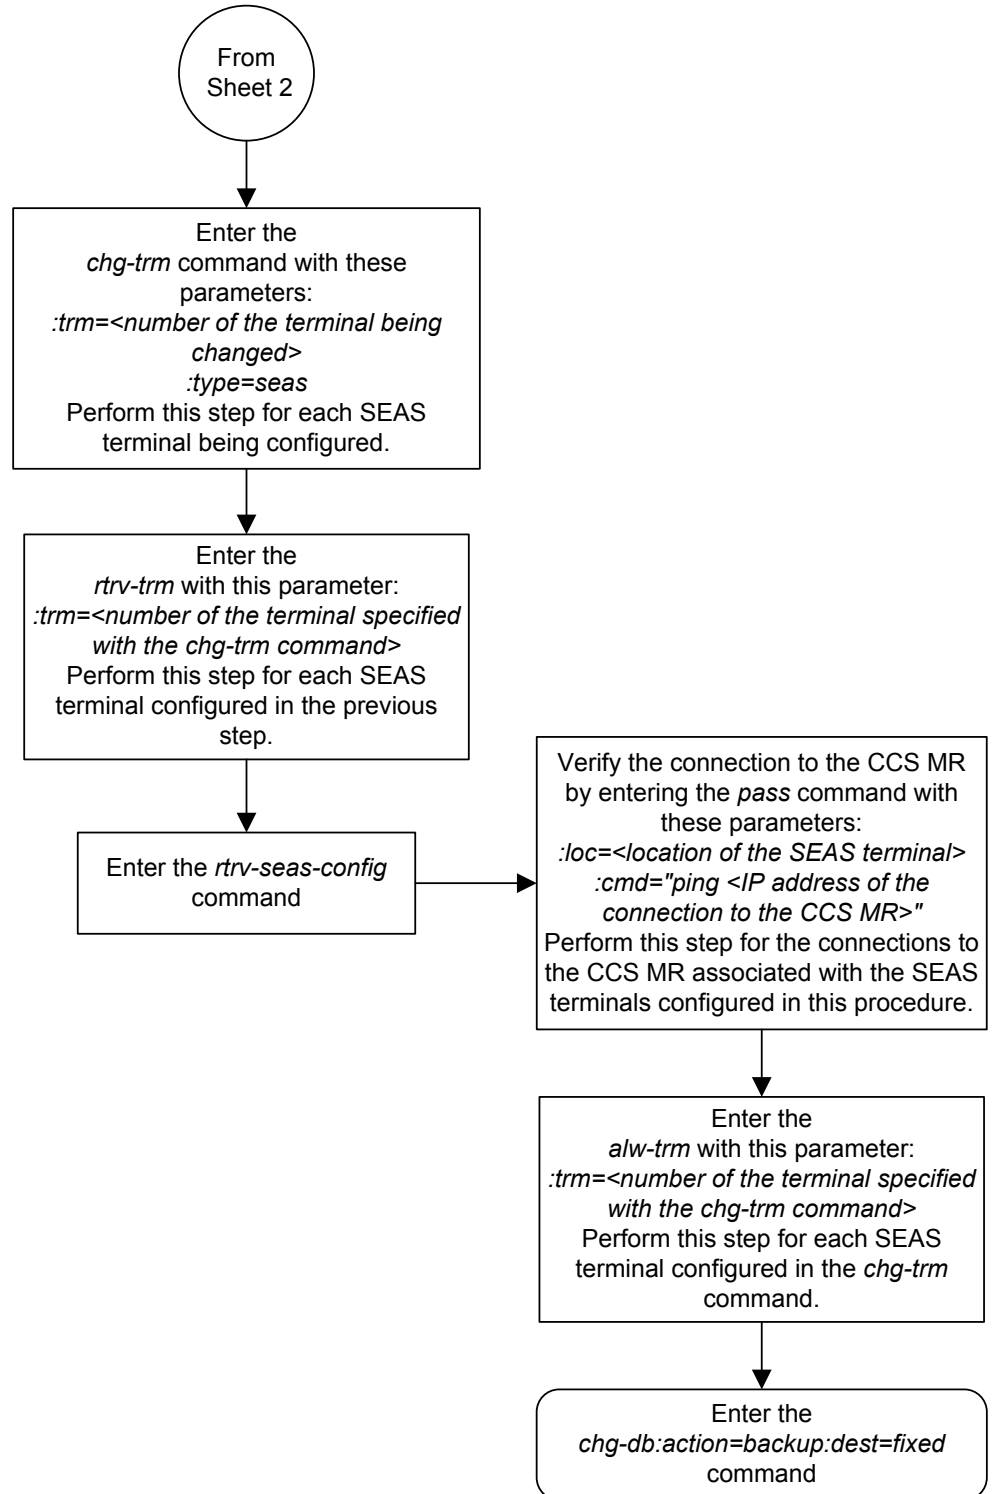 From
Sheet 2
Enter the
chg-trm command with these
parameters:
:trm=<number of the terminal being
changed>
:type=seas
Perform this step for each SEAS
terminal being configured.
Enter the
rtrv-trm with this parameter:
:trm=<number of the terminal specified
with the chg-trm command>
Perform this step for each SEAS
terminal configured in the previous
step.
Enter the rtrv-seas-config
command
Verify the connection to the CCS MR
by entering the pass command with
these parameters:
:loc=<location of the SEAS terminal>
:cmd="ping <IP address of the
connection to the CCS MR>"
Perform this step for the connections to
the CCS MR associated with the SEAS
terminals configured in this procedure.
Enter the
alw-trm with this parameter:
:trm=<number of the terminal specified
with the chg-trm command>
Perform this step for each SEAS
terminal configured in the chg-trm
command.
Enter the
chg-db:action=backup:dest=fixed
command